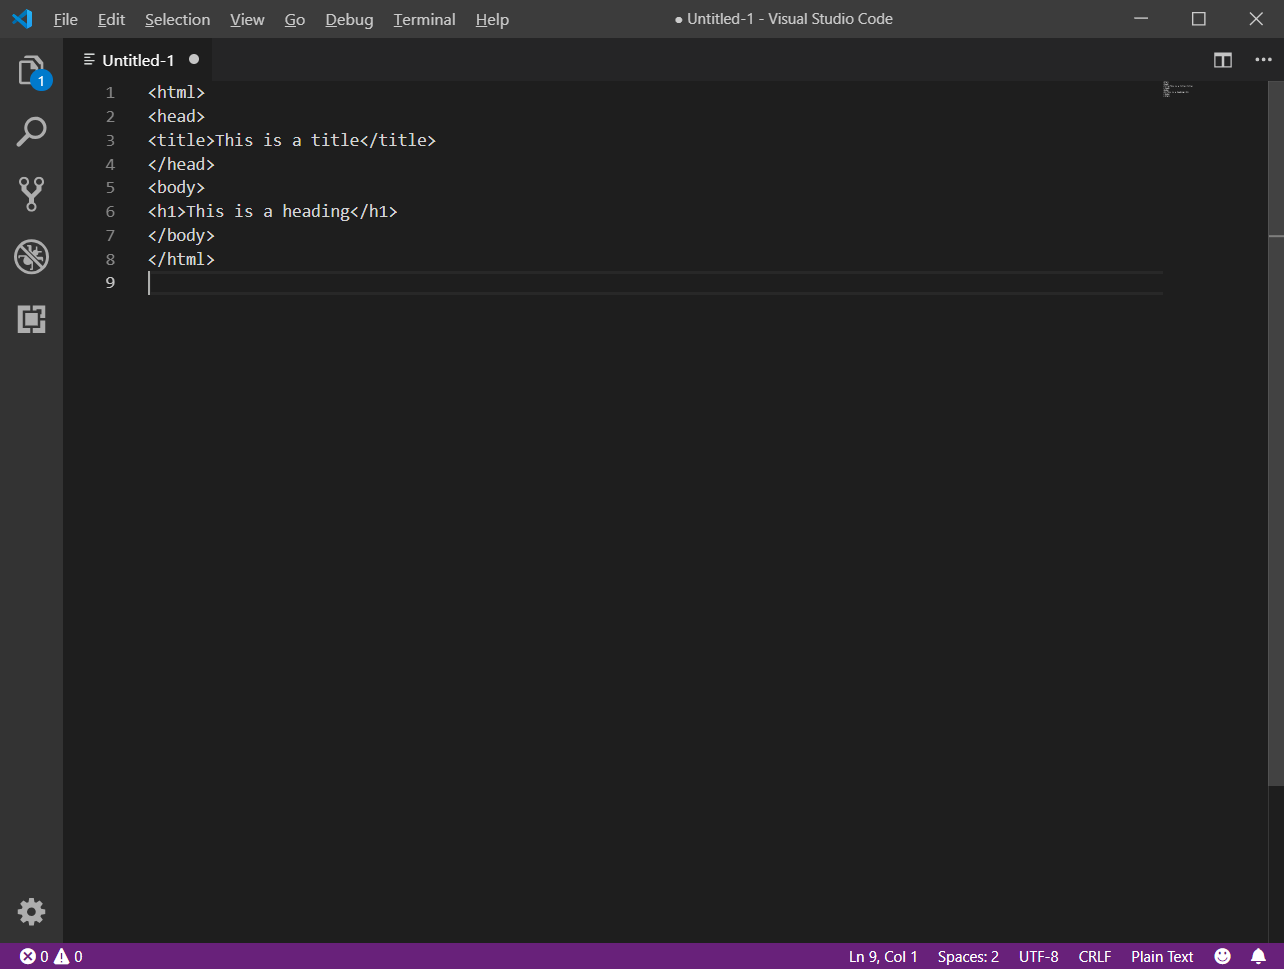 File Edit Selection View Go Debug Terminal Help ● Untitled-1 - Visual Studio Code
Untitled-1 ●
1
1 <html>
2 <head>
3 <title>This is a title</title>
4 </head>
5 <body>
6 <h1>This is a heading</h1>
7 </body>
8 </html>
9
0 0 Ln 9, Col 1 Spaces: 2 UTF-8 CRLF Plain Text